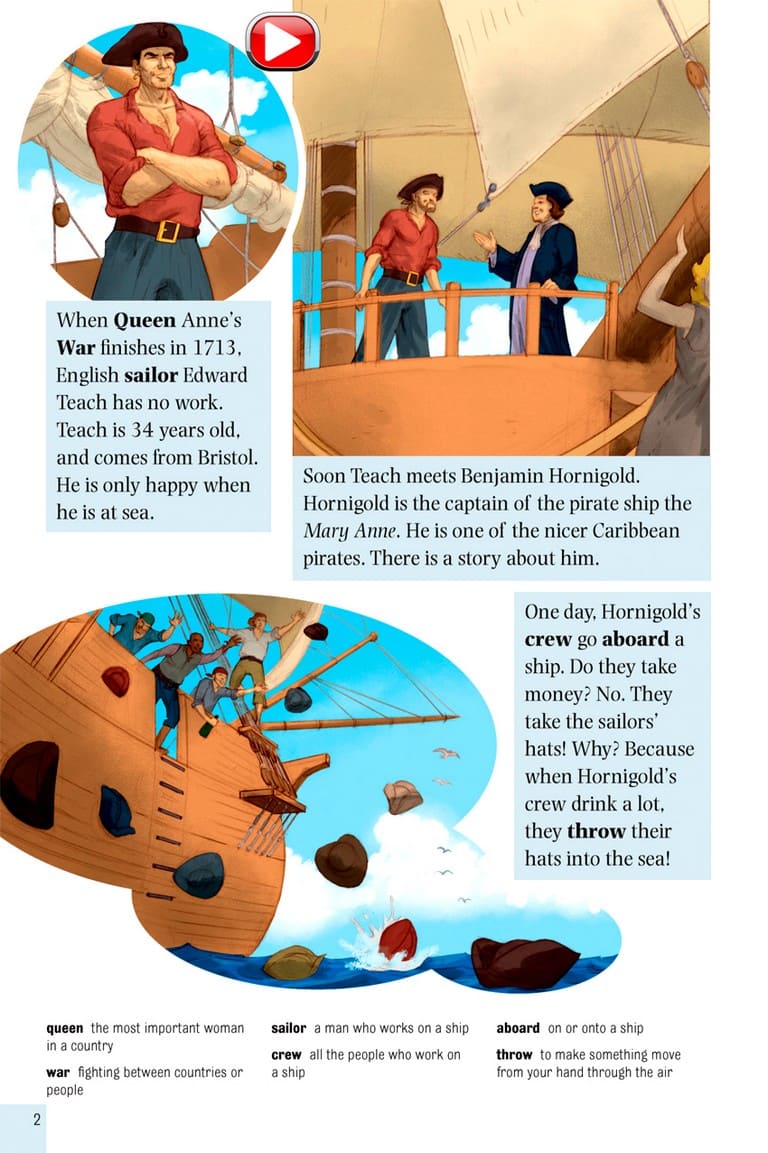 When Queen Anne's
War finishes in 1713,
English sailor Edward
Teach has no work.
Teach is 34 years old,
and comes from Bristol.
He is only happy when
he is at sea.
Soon Teach meets Benjamin Hornigold.
Hornigold is the captain of the pirate ship the
Mary Anne. He is one of the nicer Caribbean
pirates. There is a story about him.
One day, Hornigold's
crew go aboard a
ship. Do they take
money? No. They
take the sailors'
hats! Why? Because
when Hornigold's
crew drink a lot,
they throw their
hats into the sea!
queen the most important woman
in a country
war fighting between countries or
people
sailor a man who works on a ship
crew all the people who work on
a ship
aboard on or onto a ship
throw to make something move
from your hand through the air
2